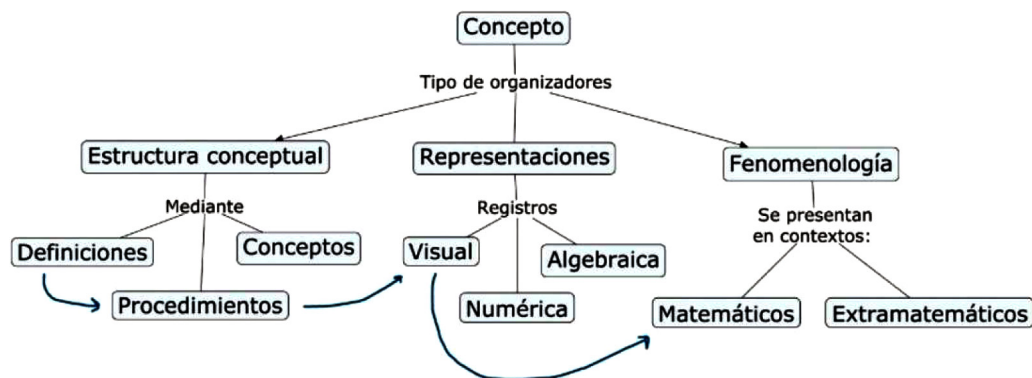 Concepto
Tipo de organizadores
Estructura conceptual
Representaciones
Fenomenología
Mediante
Registros
Se presentan
en contextos:
Definiciones
Conceptos
Procedimientos
Visual
Algebraica
Numérica
Matemáticos
Extramatemáticos